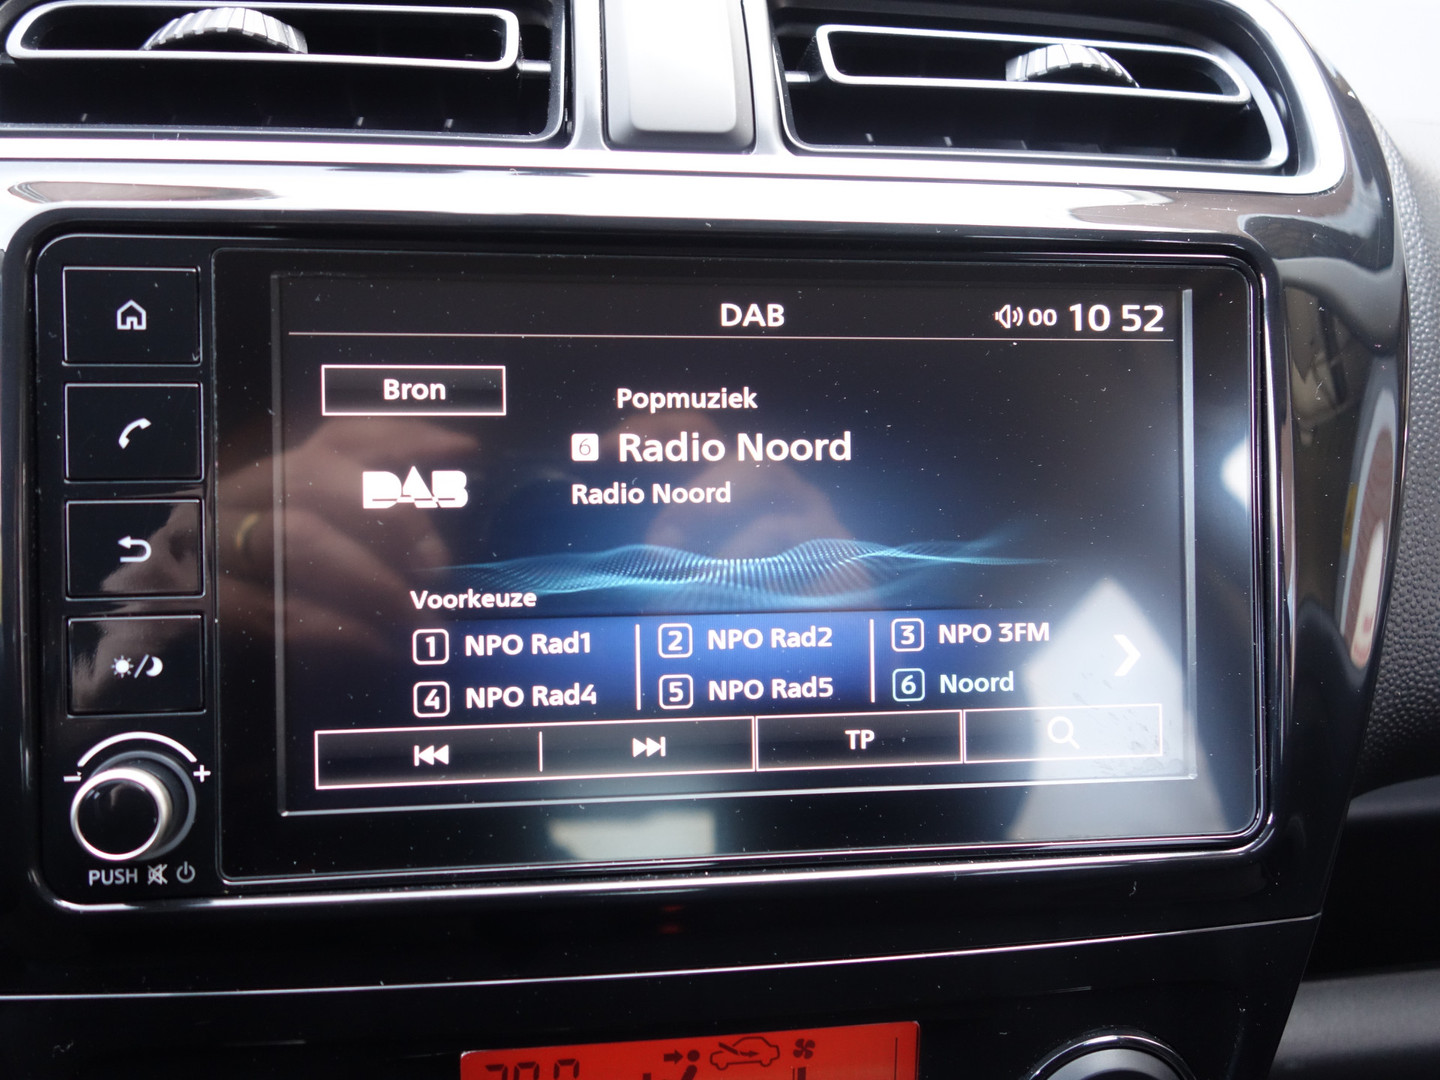 DAB
00 10 52
Bron
Popmuziek
6 Radio Noord
DAB
Radio Noord
Voorkeuze
1 NPO Rad1 2 NPO Rad2 3 NPO 3FM
4 NPO Rad4 5 NPO Rad5 6 Noord
TP
- +
PUSH